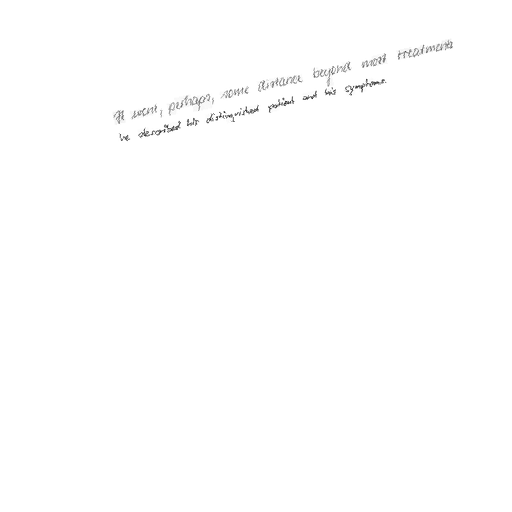 It went, perhaps, some distance beyond most treatments
he described his distinguished patient and his symptoms.